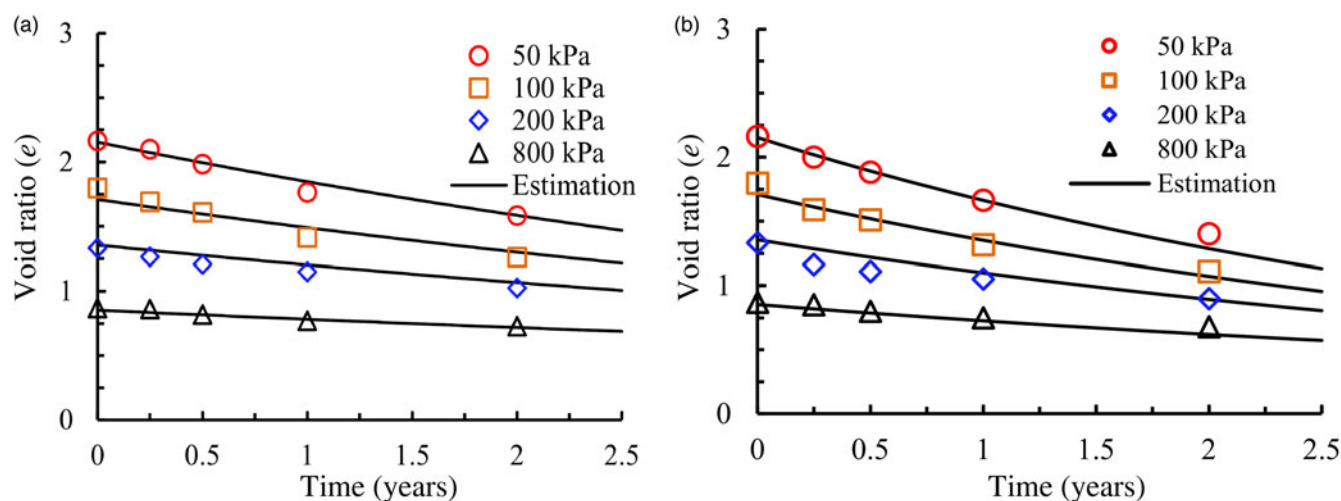 (a)
3
2
1
0
Void ratio (e)
50 kPa
100 kPa
200 kPa
800 kPa
Estimation
0 0.5 1 1.5 2 2.5
Time (years)
(b)
3
2
1
0
Void ratio (e)
50 kPa
100 kPa
200 kPa
800 kPa
Estimation
0 0.5 1 1.5 2 2.5
Time (years)